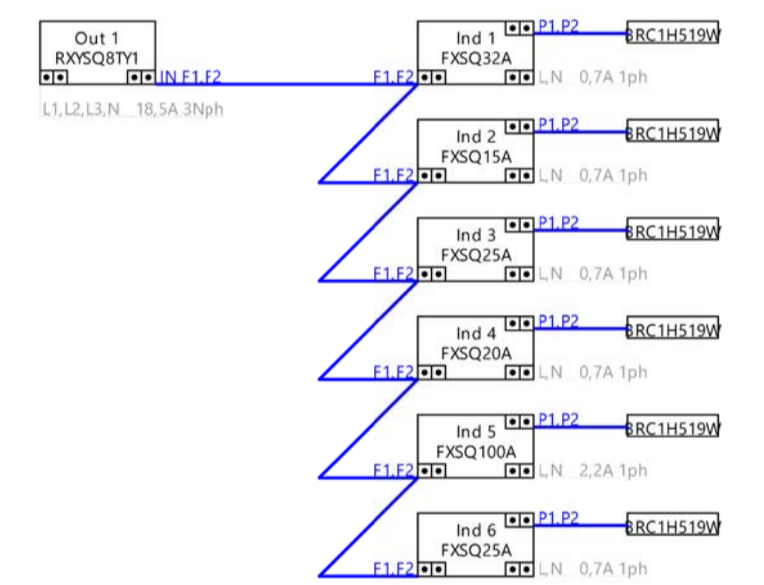 Out 1
RXYSQ8TY1
IN F1,F2
L1,L2,L3,N 18,5A 3Nph
Ind 1
FXSQ32A
P1,P2
BRC1H519W
F1,F2
L,N 0,7A 1ph
Ind 2
FXSQ15A
P1,P2
BRC1H519W
F1,F2
L,N 0,7A 1ph
Ind 3
FXSQ25A
P1,P2
BRC1H519W
F1,F2
L,N 0,7A 1ph
Ind 4
FXSQ20A
P1,P2
BRC1H519W
F1,F2
L,N 0,7A 1ph
Ind 5
FXSQ100A
P1,P2
BRC1H519W
F1,F2
L,N 2,2A 1ph
Ind 6
FXSQ25A
P1,P2
BRC1H519W
F1,F2
L,N 0,7A 1ph